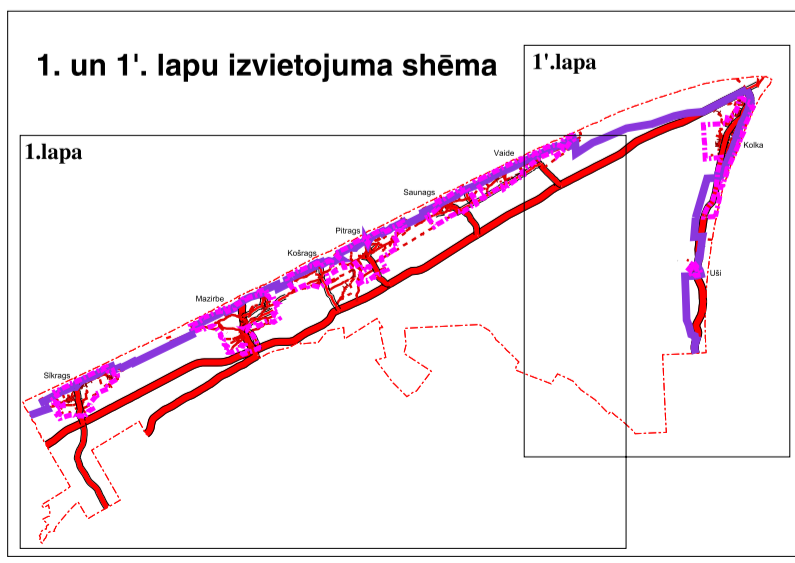 1. un 1'. lapu izvietojuma shēma
1'.lapa
1.lapa
Vaide
Kolka
Saunags
Pitrags
Košrags
Uši
Mazirbe
Sīkrags